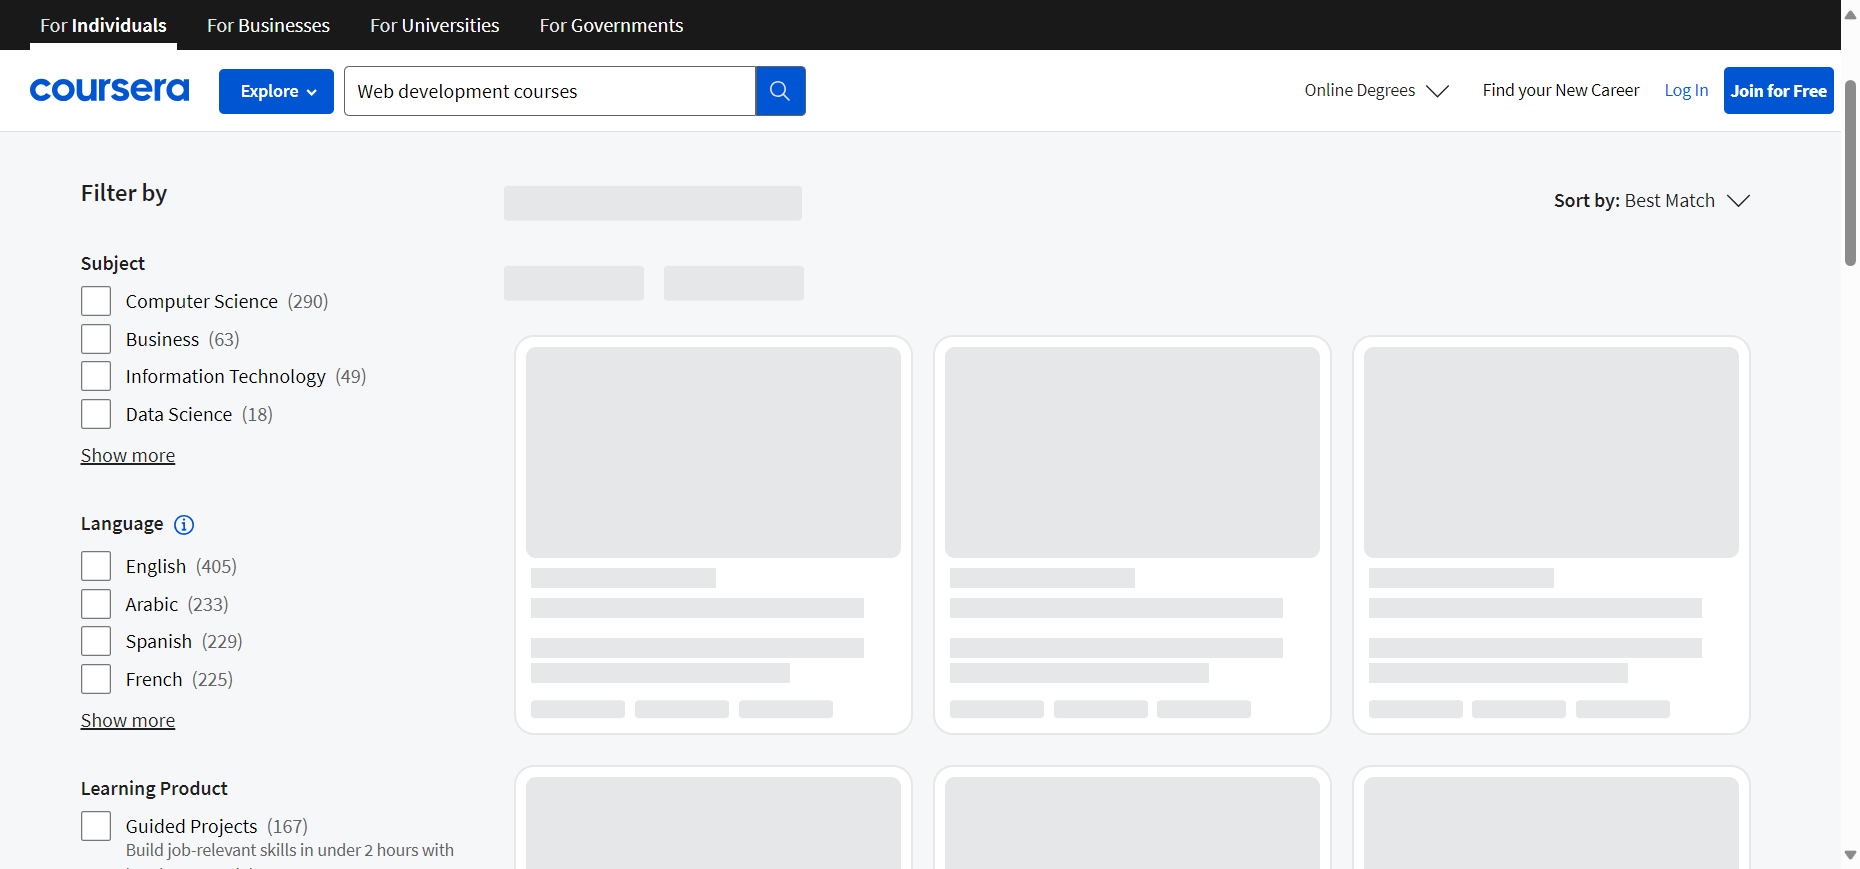 For Individuals For Businesses For Universities For Governments
coursera Explore Web development courses Online Degrees Find your New Career Log In Join for Free
Filter by
Sort by: Best Match
Subject
Computer Science (290)
Business (63)
Information Technology (49)
Data Science (18)
Show more
Language
English (405)
Arabic (233)
Spanish (229)
French (225)
Show more
Learning Product
Guided Projects (167)
Build job-relevant skills in under 2 hours with